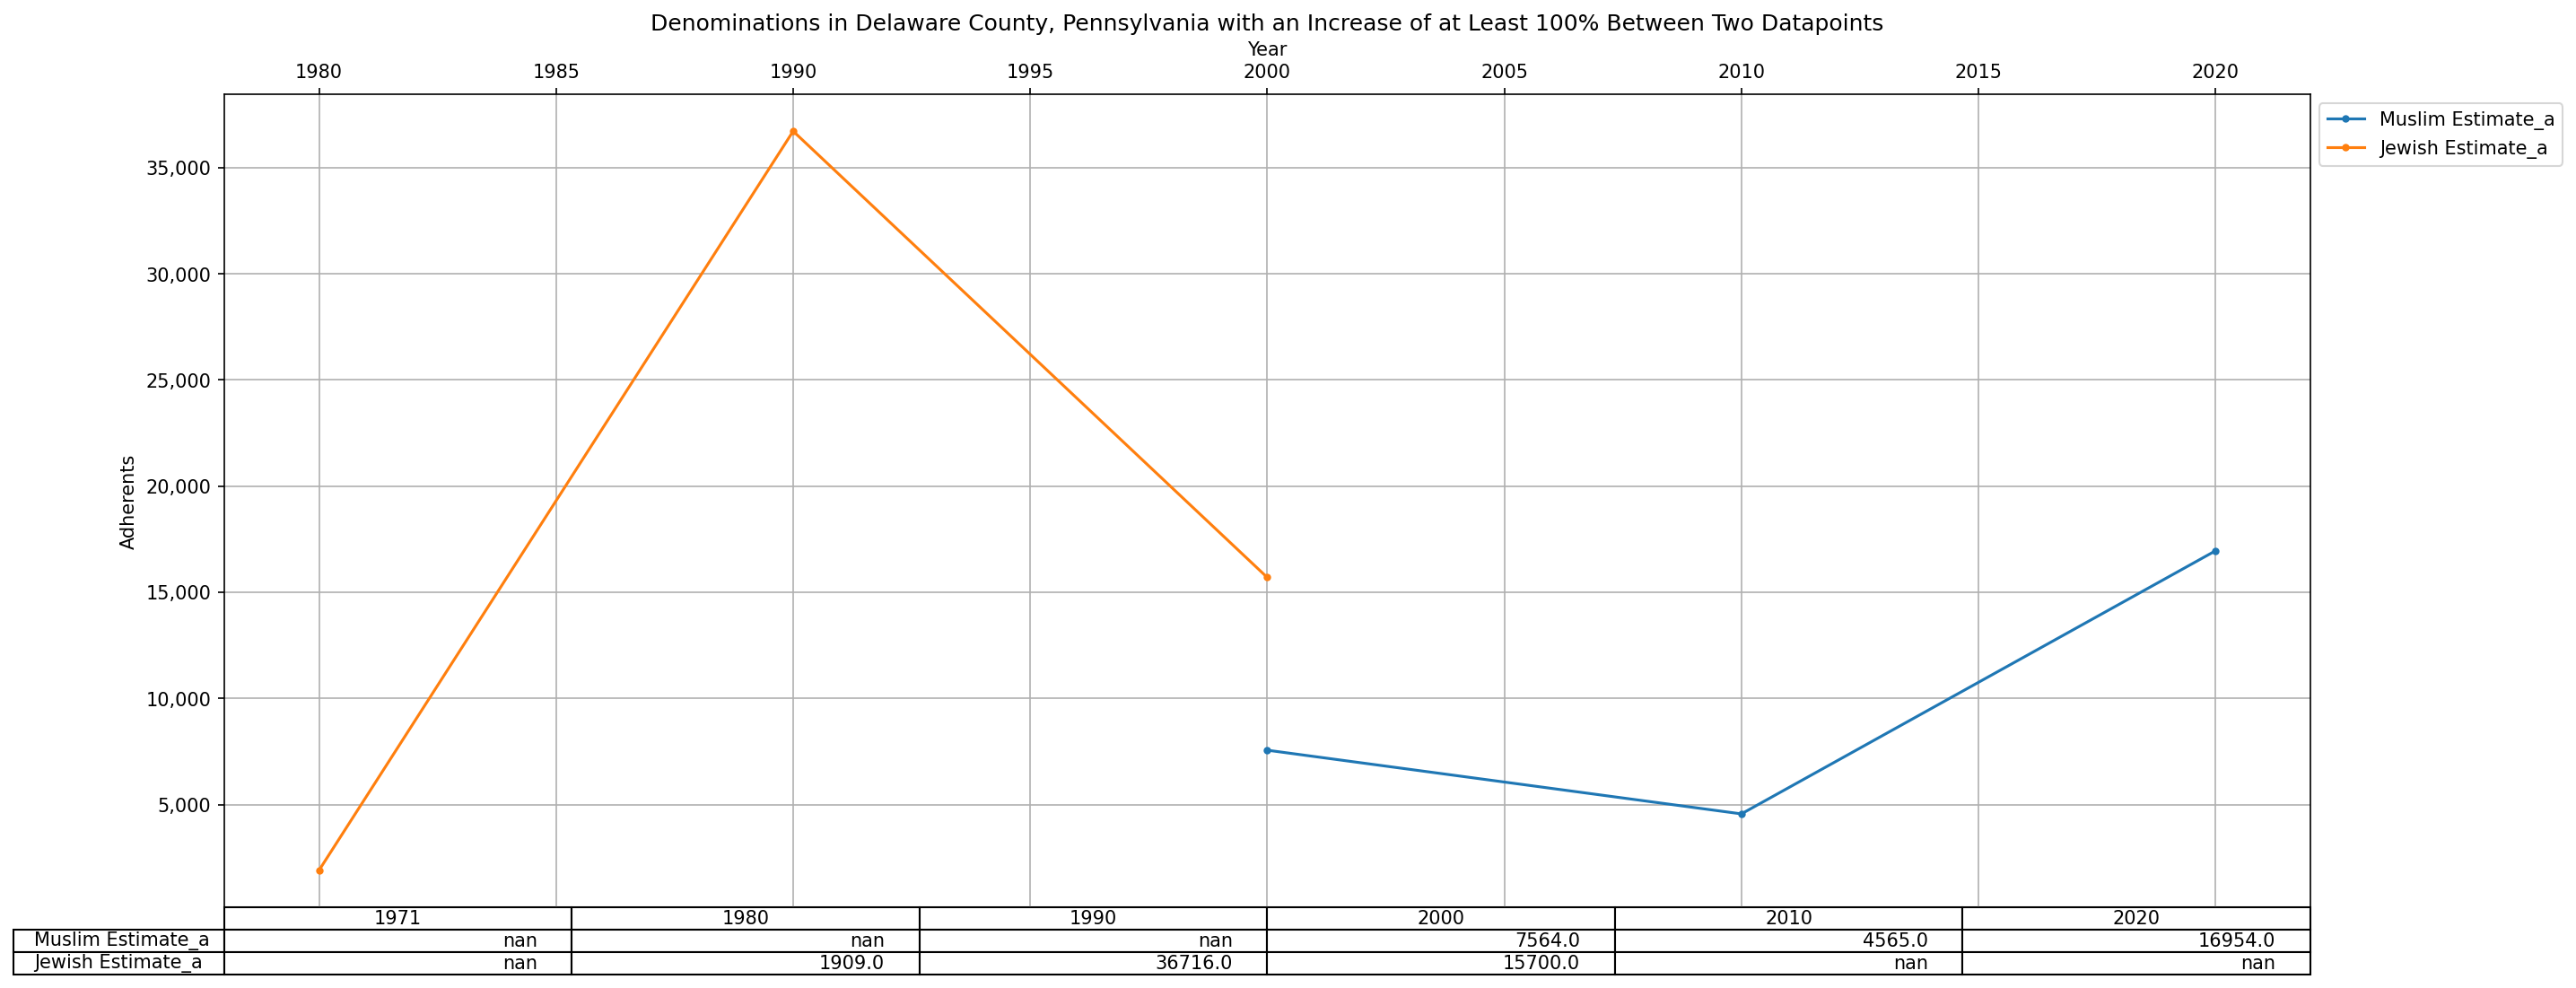 Denominations in Delaware County, Pennsylvania with an Increase of at Least 100% Between Two Datapoints
Year
1980 1985 1990 1995 2000 2005 2010 2015 2020
Muslim Estimate_a
Jewish Estimate_a
35,000
30,000
25,000
20,000
15,000
10,000
5,000
Adherents
1971 1980 1990 2000 2010 2020
Muslim Estimate_a nan nan nan 7564.0 4565.0 16954.0
Jewish Estimate_a nan 1909.0 36716.0 15700.0 nan nan